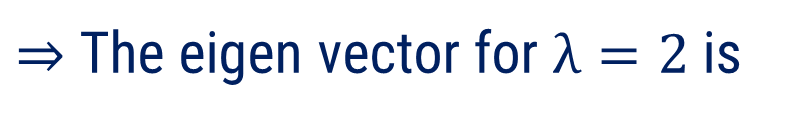 ⇒ The eigen vector for λ = 2 is